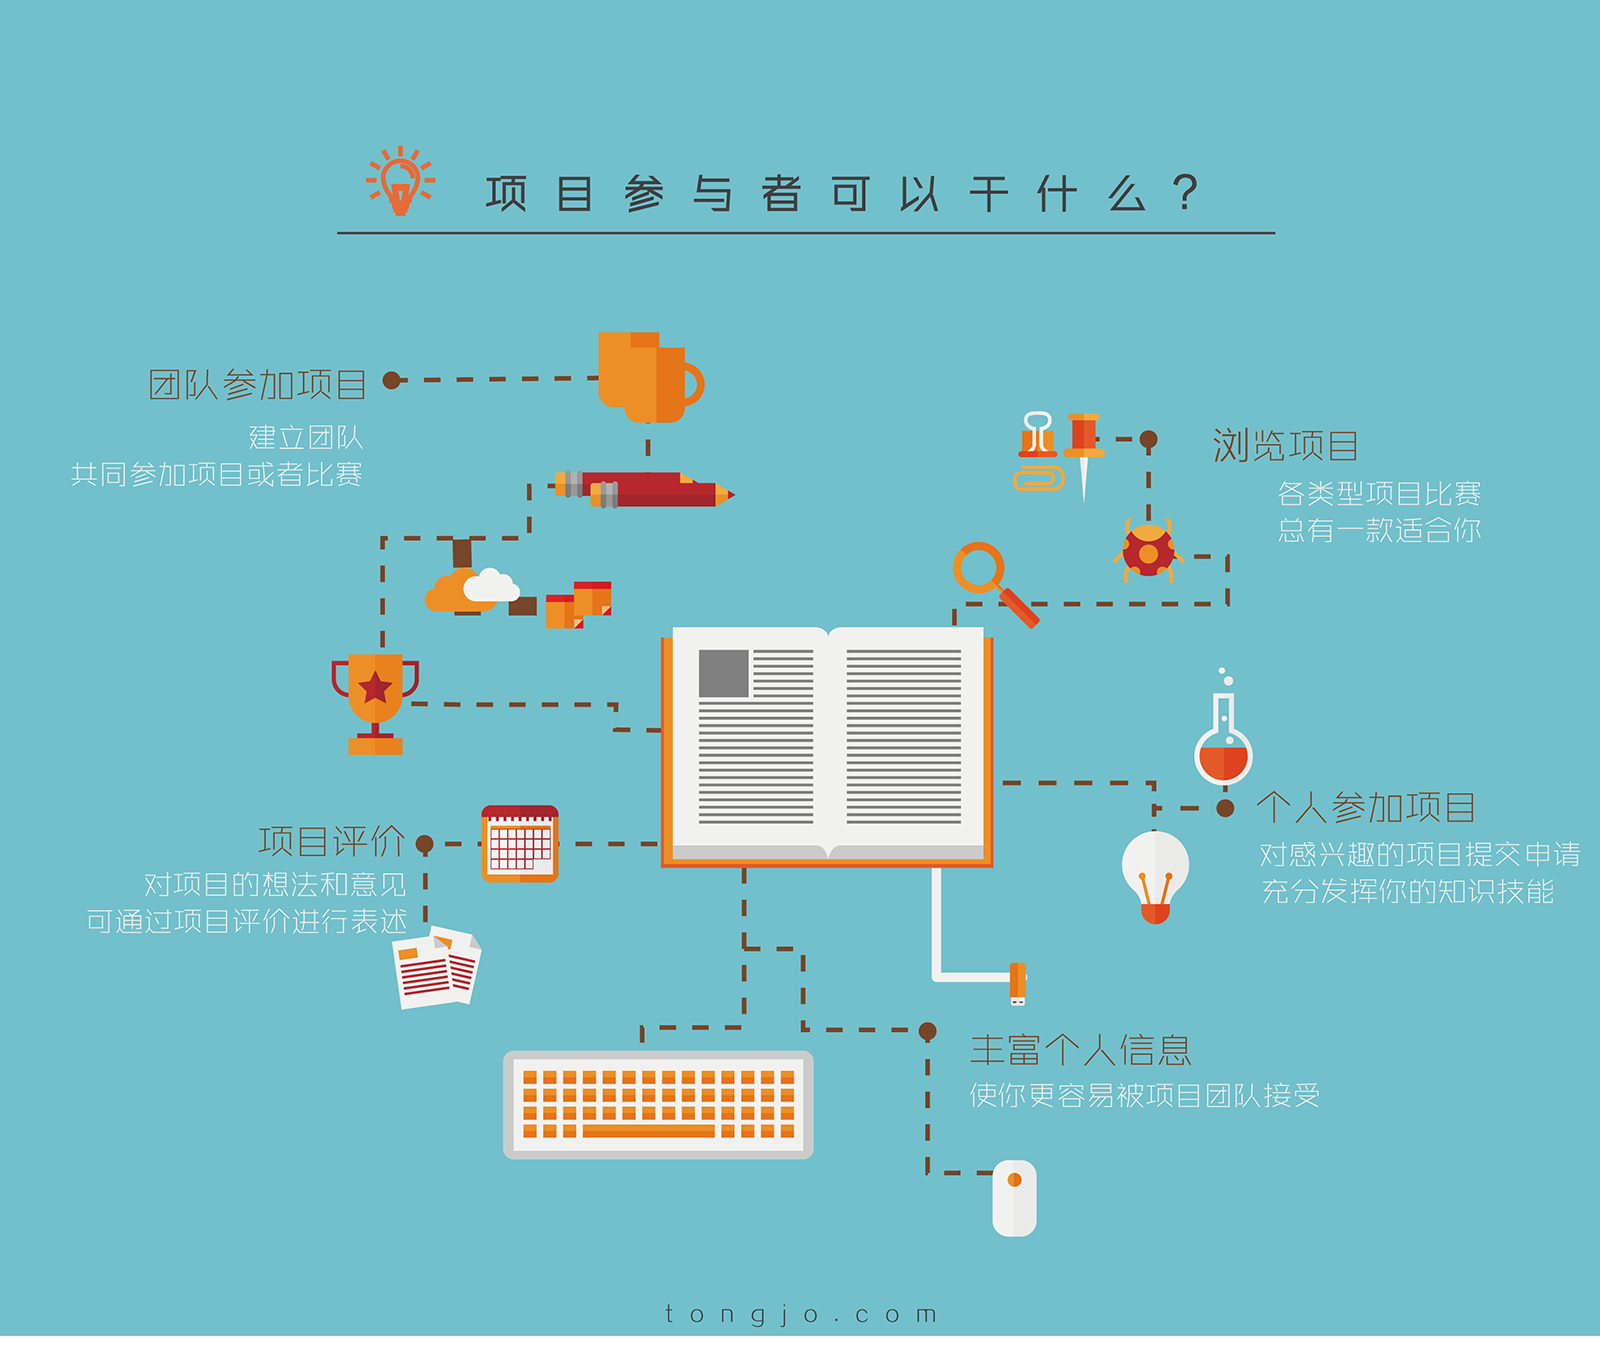 项目参与者可以干什么?
团队参加项目
建立团队
共同参加项目或者比赛
浏览项目
各类型项目比赛
总有一款适合你
个人参加项目
对感兴趣的项目提交申请
充分发挥你的知识技能
项目评价
对项目的想法和意见
可通过项目评价进行表述
丰富个人信息
使你更容易被项目团队接受
tongjo.com